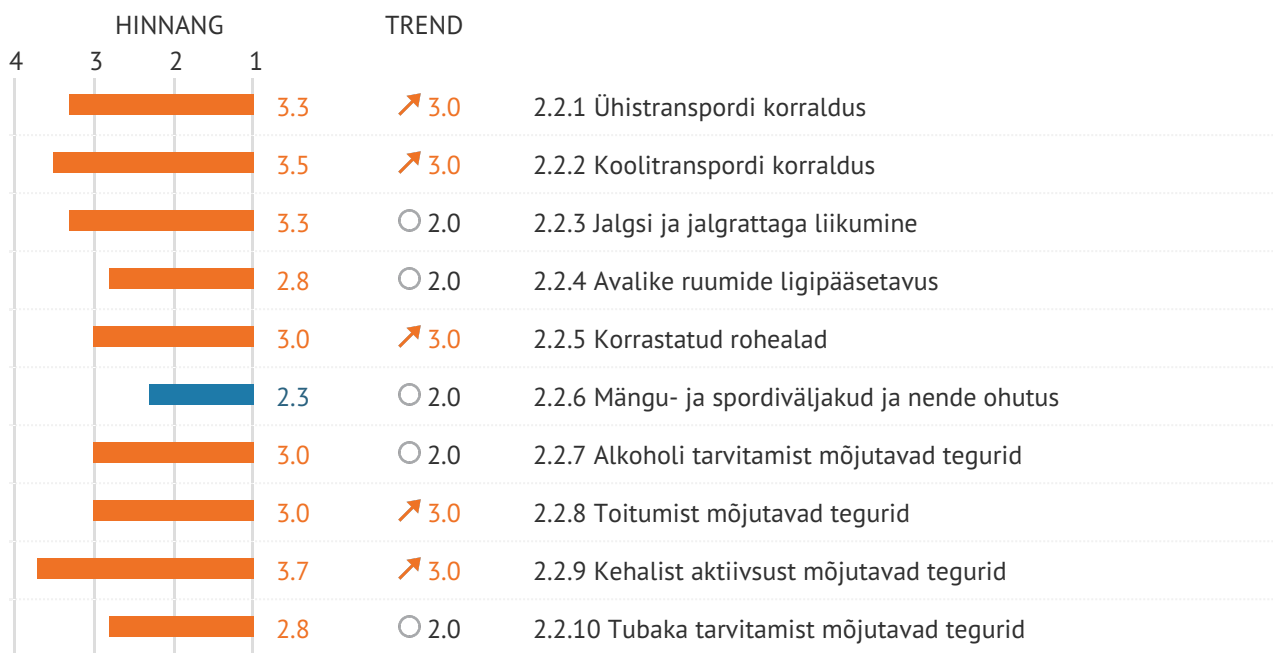 HINNANG TREND
4 3 2 1
3.3 3.0 2.2.1 Ühistranspordi korraldus
3.5 3.0 2.2.2 Koolitranspordi korraldus
3.3 2.0 2.2.3 Jalgsi ja jalgrattaga liikumine
2.8 2.0 2.2.4 Avalike ruumide ligipääsetavus
3.0 3.0 2.2.5 Korrastatud rohealad
2.3 2.0 2.2.6 Mängu- ja spordiväljakud ja nende ohutus
3.0 2.0 2.2.7 Alkoholi tarvitamist mõjutavad tegurid
3.0 3.0 2.2.8 Toitumist mõjutavad tegurid
3.7 3.0 2.2.9 Kehalist aktiivsust mõjutavad tegurid
2.8 2.0 2.2.10 Tubaka tarvitamist mõjutavad tegurid